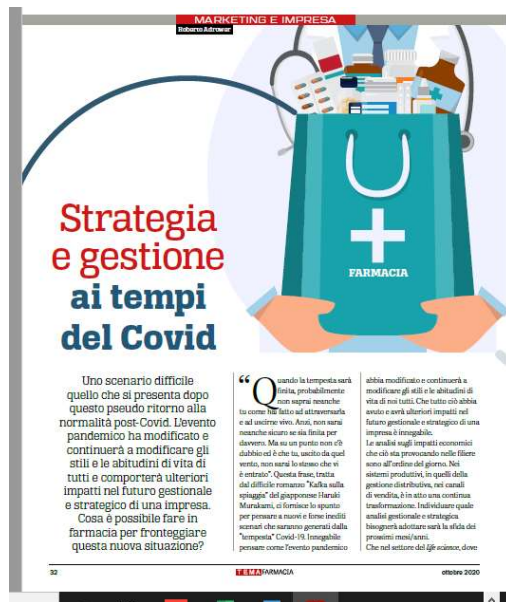 MARKETING E IMPRESA
Roberto Adrower
FARMACIA
Strategia
e gestione
ai tempi
del Covid
Uno scenario difficile
quello che si presenta dopo
questo pseudo ritorno alla
normalità post-Covid. L'evento
pandemico ha modificato e
continuerà a modificare gli
stili e le abitudini di vita di
tutti e comporterà ulteriori
impatti nel futuro gestionale
e strategico di una impresa.
Cosa è possibile fare in
farmacia per fronteggiare
questa nuova situazione?
“Quando la tempesta sarà
finita, probabilmente
non saprai neanche
tu come hai fatto ad attraversarla
e ad uscirne vivo. Anzi, non sarai
neanche sicuro se sia finita per
davvero. Ma su un punto non c'è
dubbio ed è che tu, uscito da quel
vento, non sarai lo stesso che vi
è entrato”. Questa frase, tratta
dal difficile romanzo “Kafka sulla
spiaggia” del giapponese Haruki
Murakami, ci fornisce lo spunto
per pensare a nuovi e forse inediti
scenari che saranno generati dalla
“tempesta” Covid-19. Innegabile
pensare come l'evento pandemico
abbia modificato e continuerà a
modificare gli stili e le abitudini di
vita di noi tutti. Che tutto ciò abbia
avuto e avrà ulteriori impatti nel
futuro gestionale e strategico di una
impresa è innegabile.
Le analisi sugli impatti economici
che ciò sta provocando nelle filiere
sono all'ordine del giorno. Nei
sistemi produttivi, in quelli della
gestione distributiva, nei canali
di vendita, è in atto una continua
trasformazione. Individuare quale
analisi gestionale e strategica
bisognerà adottare sarà la sfida dei
prossimi mesi/anni.
Che nel settore del life science, dove
32
TEMA FARMACIA
ottobre 2020